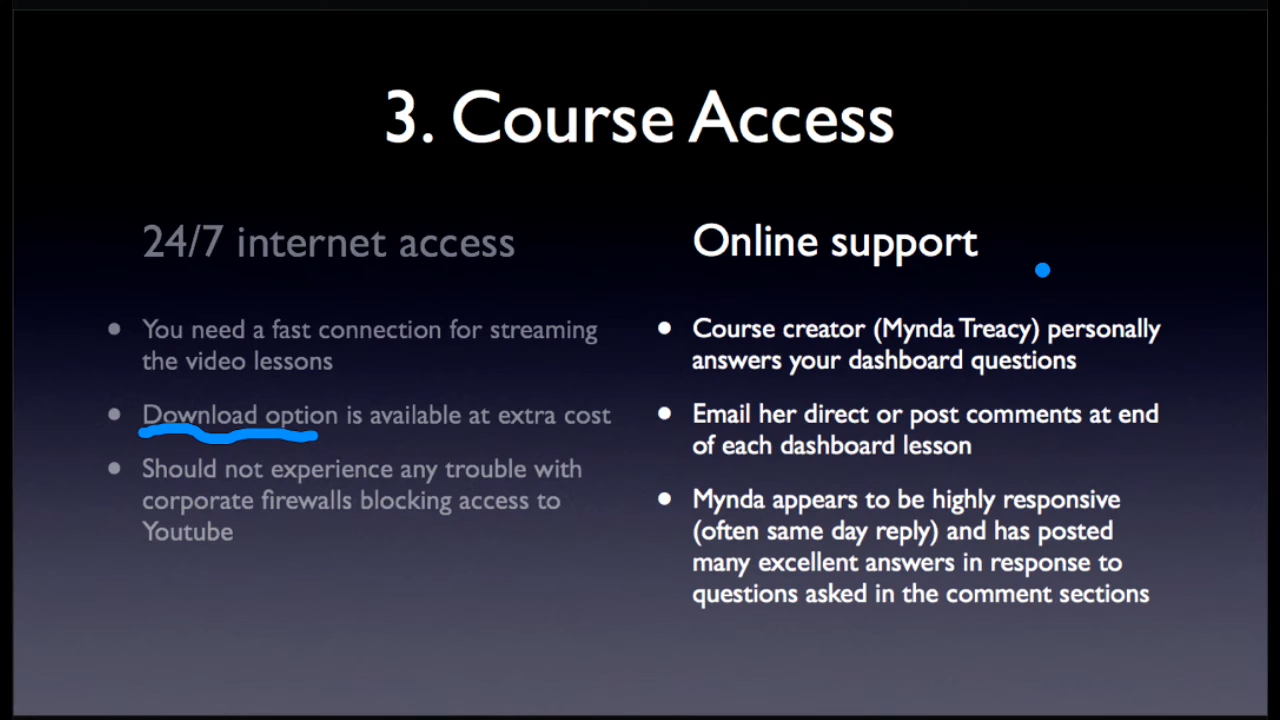 3. Course Access
24/7 internet access
• You need a fast connection for streaming
the video lessons
• Download option is available at extra cost
• Should not experience any trouble with
corporate firewalls blocking access to
Youtube
Online support
• Course creator (Mynda Treacy) personally
answers your dashboard questions
• Email her direct or post comments at end
of each dashboard lesson
• Mynda appears to be highly responsive
(often same day reply) and has posted
many excellent answers in response to
questions asked in the comment sections